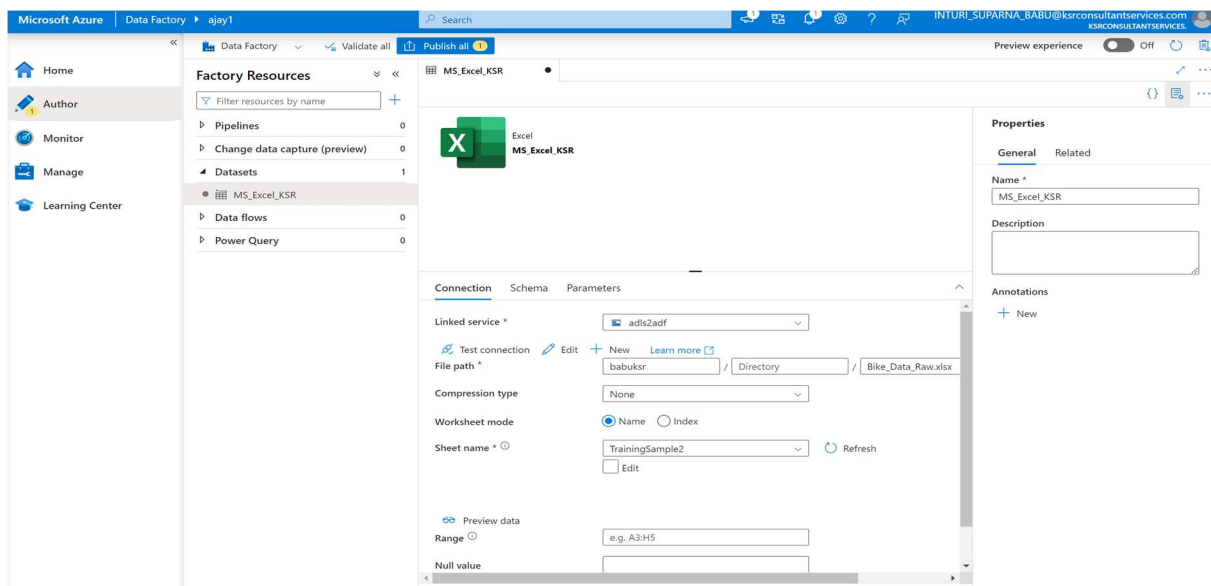 Microsoft Azure | Data Factory ▸ ajay1
Search
1
1
INTURI_SUPARNA_BABU@ksrconsultantservices.com
KSRCONSULTANTSERVICES.
«
Home
Author
1
Monitor
Manage
Learning Center
Data Factory
Validate all
Publish all 1
Preview experience
Off
Factory Resources
«
Filter resources by name
Pipelines 0
Change data capture (preview) 0
Datasets 1
MS_Excel_KSR
Data flows 0
Power Query 0
MS_Excel_KSR
{}
X
Excel
MS_Excel_KSR
Connection Schema Parameters
Linked service *
adls2adf
Test connection Edit New Learn more
File path *
babuksr / Directory / Bike_Data_Raw.xlsx
Compression type
None
Worksheet mode
Name Index
Sheet name *
TrainingSample2
Refresh
Edit
Preview data
Range
e.g. A3:H5
Null value
Properties
General Related
Name *
MS_Excel_KSR
Description
Annotations
New